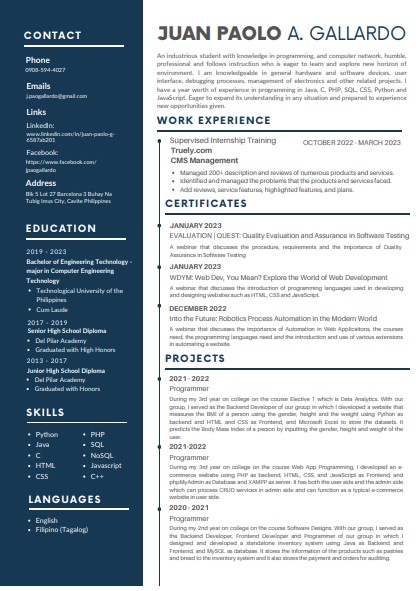 CONTACT
Phone
0908-594-4027
Emails
j.paogallardo@gmail.com
Links
LinkedIn:
www.linkedin.com/in/juan-paolo-g-
6587ab201
Facebook:
https://www.facebook.com/
jpaogallardo
Address
Blk 5 Lot 27 Barcelona 3 Buhay Na
Tubig Imus City, Cavite Philippines
EDUCATION
2019 - 2023
Bachelor of Engineering Technology -
major in Computer Engineering
Technology
• Technological University of the
Philippines
• Cum Laude
2017 - 2019
Senior High School Diploma
• Del Pilar Academy
• Graduated with High Honors
2013 - 2017
Junior High School Diploma
• Del Pilar Academy
• Graduated with Honors
SKILLS
• Python
• Java
• C
• HTML
• CSS
• PHP
• SQL
• NoSQL
• Javascript
• C++
LANGUAGES
• English
• Filipino (Tagalog)
JUAN PAOLO A. GALLARDO
An industrious student with knowledge in programming, and computer network, humble,
professional and follows instruction who is eager to learn and explore new horizon of
environment. I am knowledgeable in general hardware and software devices, user
interface, debugging processes, management of electronics and other related projects. I
have a year worth of experience in programming in Java, C, PHP, SQL, CSS, Python and
JavaScript. Eager to expand its understanding in any situation and prepared to experience
new opportunities given.
WORK EXPERIENCE
Supervised Internship Training
OCTOBER 2022 - MARCH 2023
Truely.com
CMS Management
• Managed 200+ description and reviews of numerous products and services.
• Identified and managed the problems that the products and services faced.
• Add reviews, service features, highlighted features, and plans.
CERTIFICATES
JANUARY 2023
EVALUATION | QUEST: Quality Evaluation and Assurance in Software Testing
A webinar that discusses the procedure, requirements and the importance of Quality
Assurance in Software Testing
JANUARY 2023
WDYM: Web Dev, You Mean? Explore the World of Web Development
A webinar that discusses the introduction of programming languages used in developing
and designing websites such as HTML, CSS and JavaScript.
DECEMBER 2022
Into the Future: Robotics Process Automation in the Modern World
A webinar that discusses the importance of Automation in Web Applications, the courses
need, the programming languages need and the introduction and use of various extensions
in automating a website.
PROJECTS
2021 - 2022
Programmer
During my 3rd year on college on the course Elective 1 which is Data Analytics. With our
group, i served as the Backend Developer of our group in which i developed a website that
measures the BMI of a person using the gender, height and the weight using Python as
backend and HTML and CSS as Frontend, and Microsoft Excel to store the datasets. It
predicts the Body Mass Index of a person by inputting the gender, height and weight of the
user.
2021-2022
Programmer
During my 3rd year on college on the course Web App Programming, I developed an e-
commerce website using PHP as backend, HTML, CSS, and JavaScript as Frontend, and
phpMyAdmin as Database and XAMPP as server. It has both the user side and the admin side
which can process CRUD services in admin side and can function as a typical e-commerce
website in user side.
2020 - 2021
Programmer
During my 2nd year on college on the course Software Designs. With our group, I served as
the Backend Developer, Frontend Developer and Programmer of our group in which I
designed and developed a standalone inventory system using Java as Backend and
Frontend, and MySQL as database. It stores the information of the products such as pastries
and bread to the inventory system and it also stores the payment and orders for auditing.